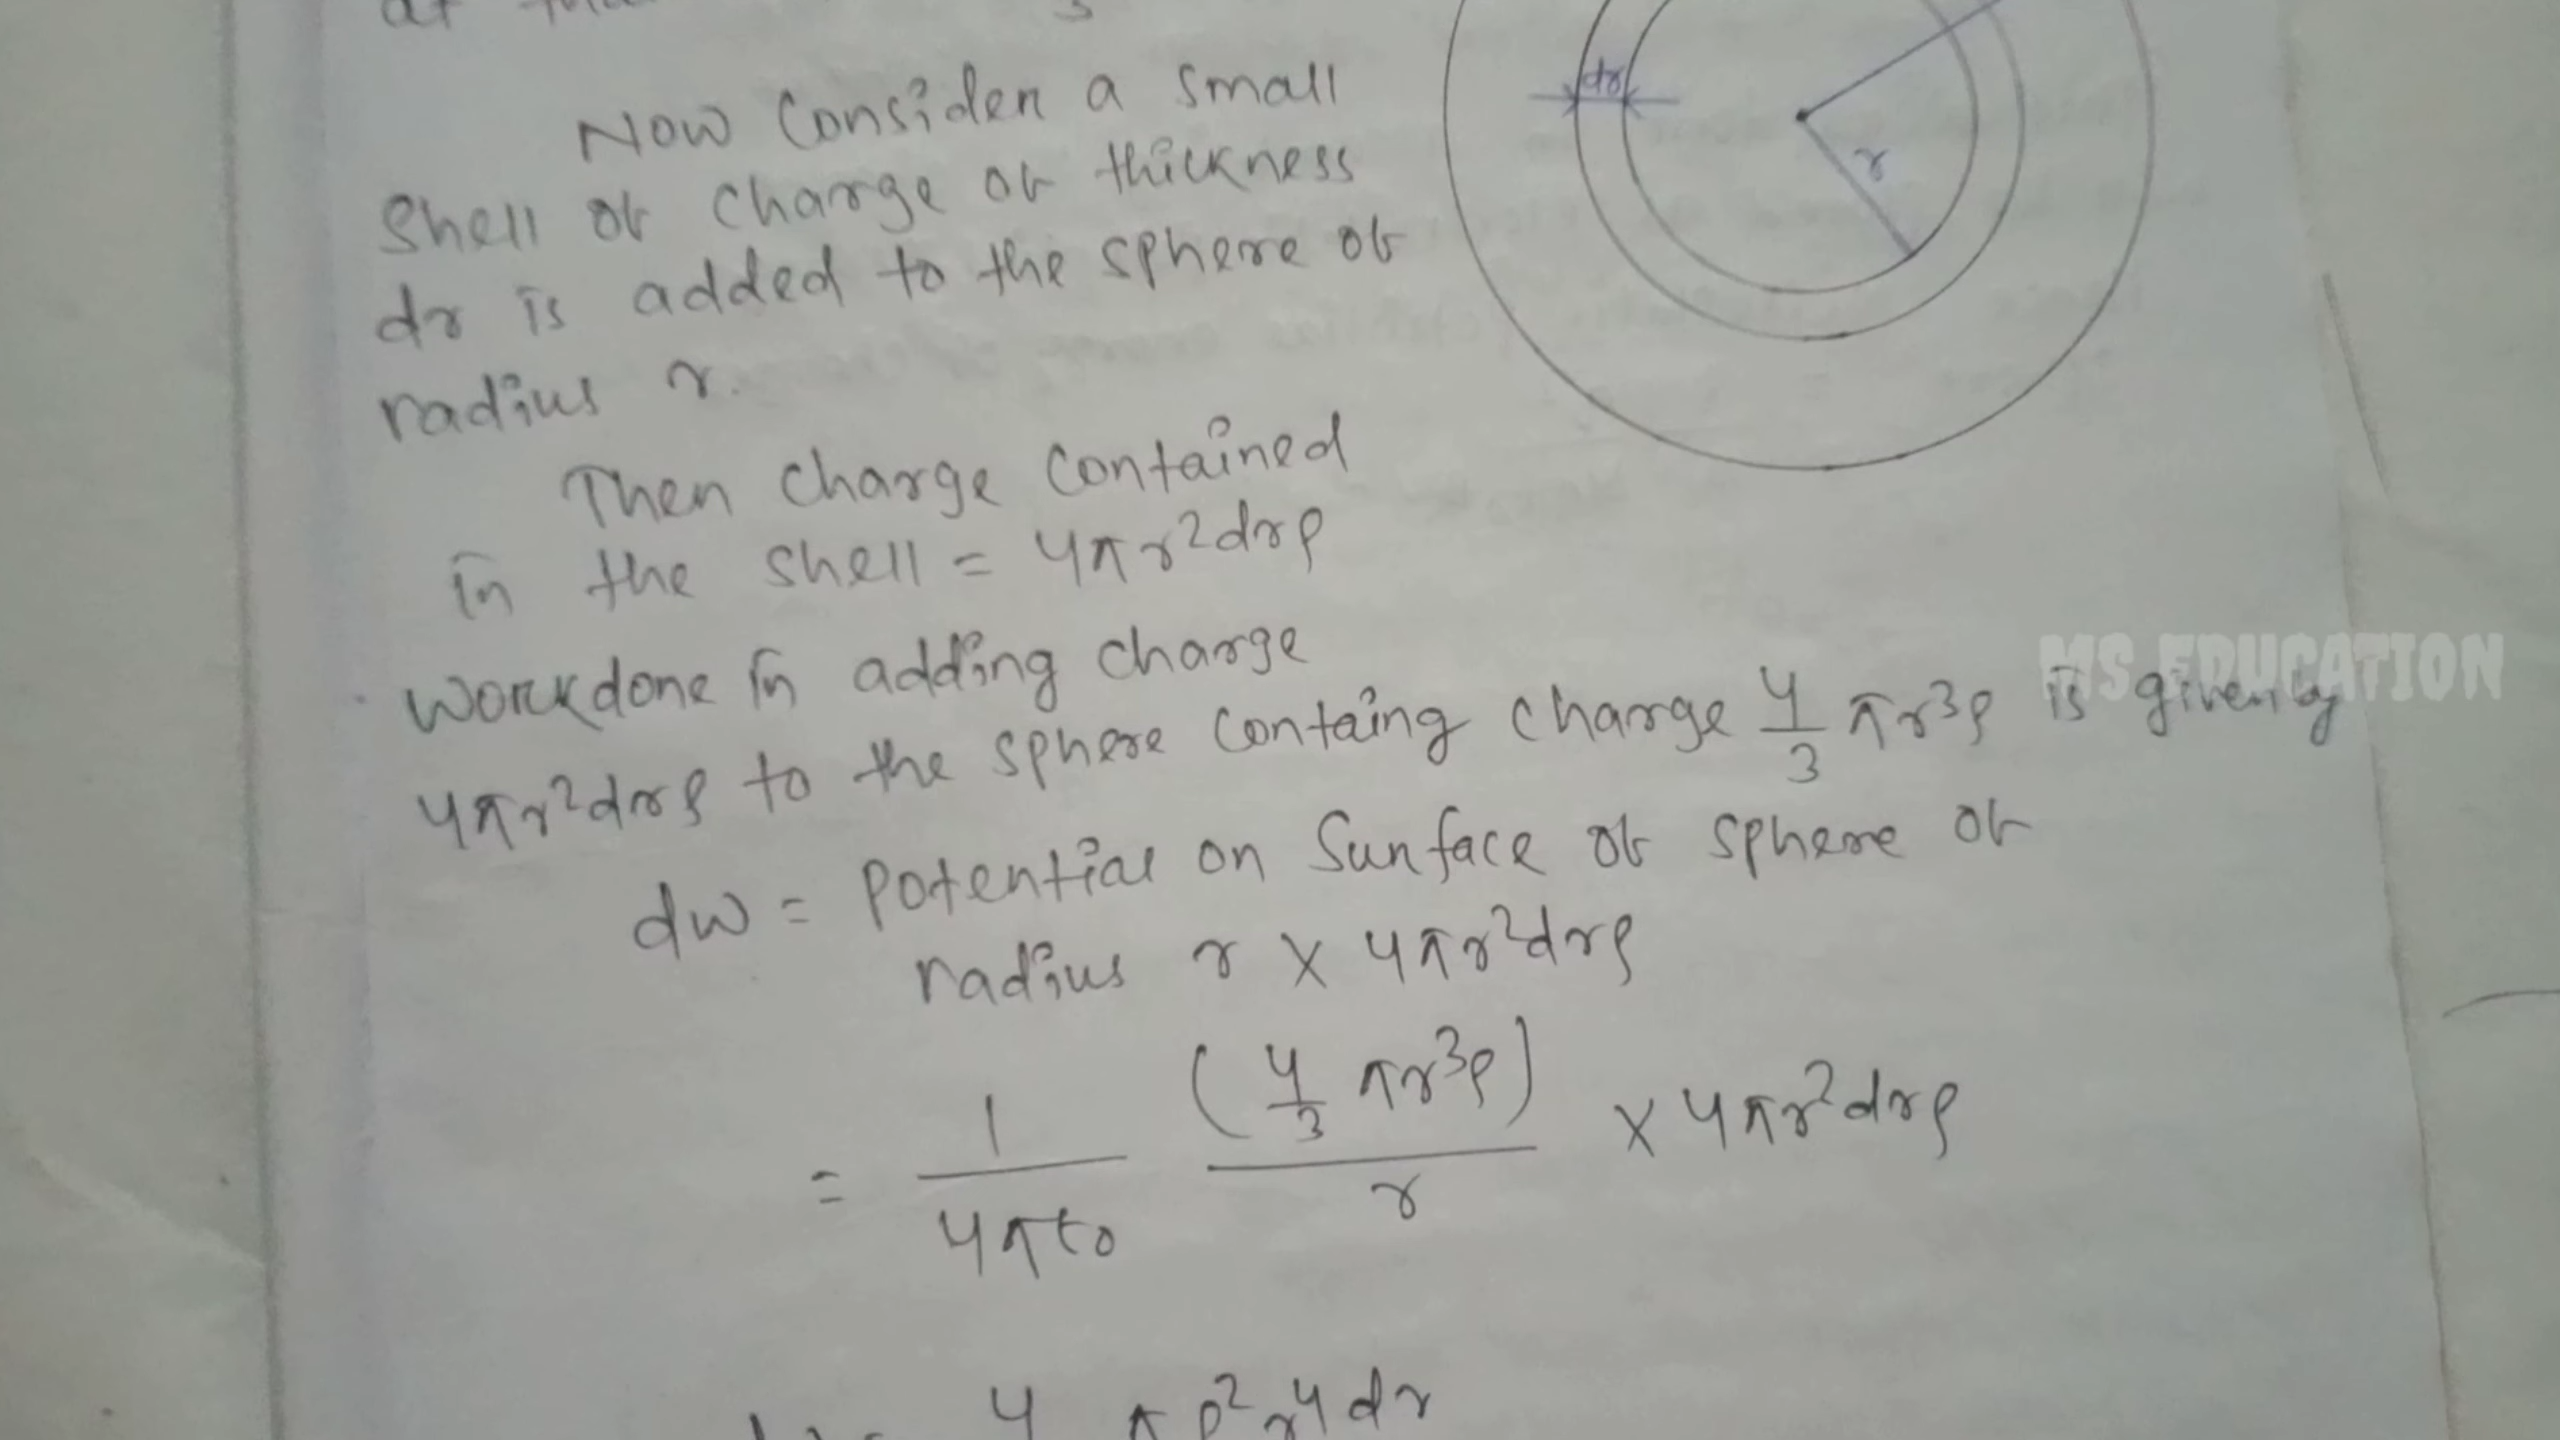 Now consider a small
shell of charge of thickness
dr is added to the sphere of
radius r.
dr
r
Then charge contained
in the shell = 4πr²drρ
Workdone in adding charge
4πr²drρ to the sphere containg charge 4/3 πr³ρ is given by
MS EDUCATION
dw = Potential on Surface of sphere of
radius r × 4πr²drρ
= 1/4πε₀ (4/3 πr³ρ)/r × 4πr²drρ
4 πρ²r⁴dr